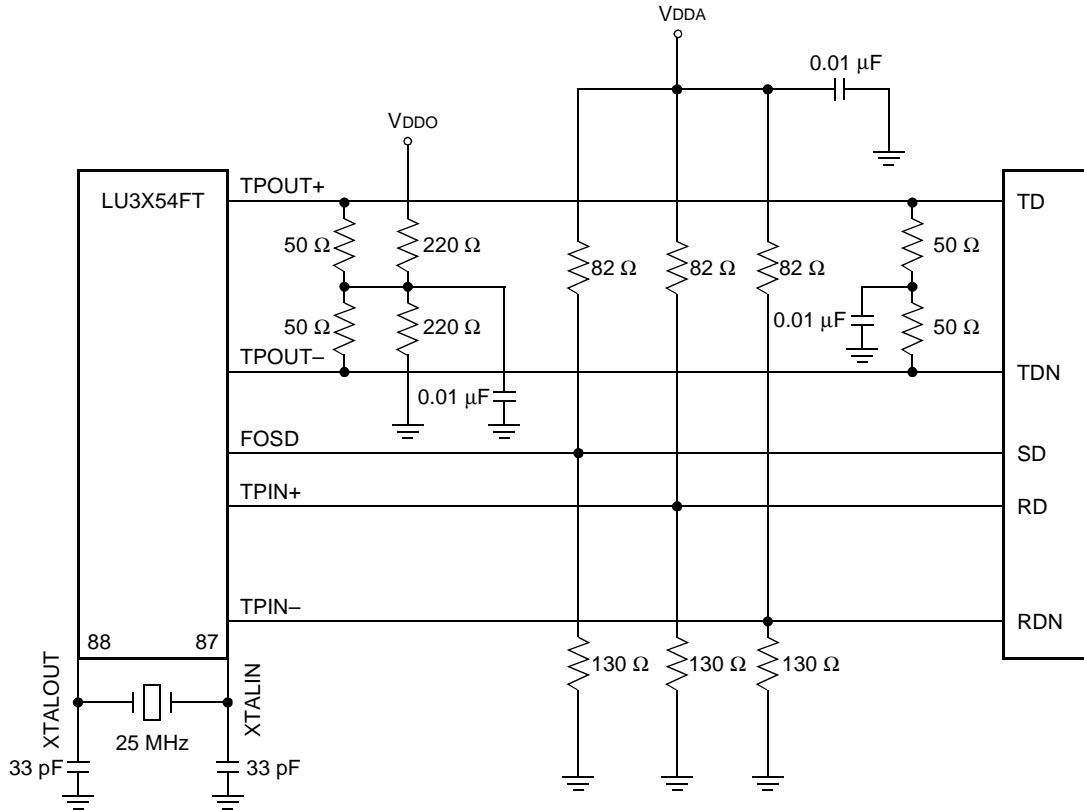 VDDA
0.01 μF
VDDO
LU3X54FT
TPOUT+
TD
50 Ω
220 Ω
82 Ω
82 Ω
82 Ω
50 Ω
50 Ω
220 Ω
0.01 μF
50 Ω
TPOUT–
TDN
0.01 μF
FOSD
SD
TPIN+
RD
TPIN–
RDN
88
87
130 Ω
130 Ω
130 Ω
XTALOUT
XTALIN
25 MHz
33 pF
33 pF